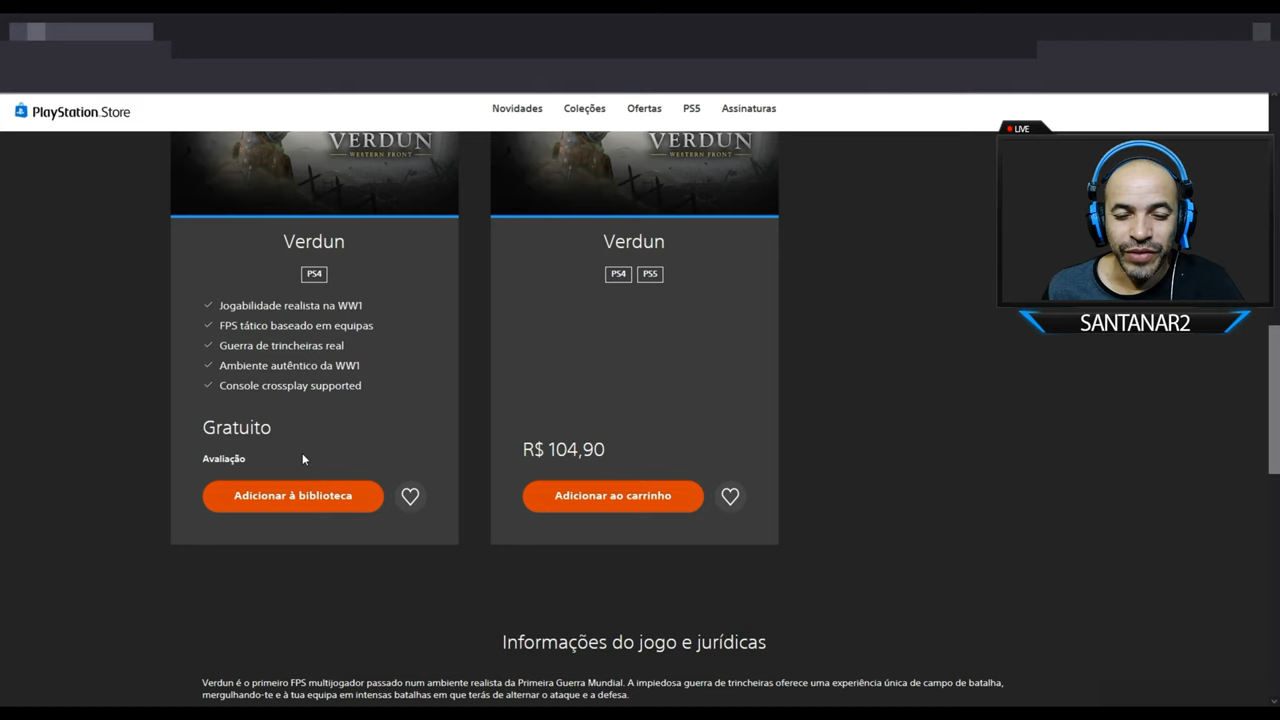 PlayStation.Store
Novidades Coleções Ofertas PS5 Assinaturas
LIVE
VERDUN
WESTERN FRONT
VERDUN
WESTERN FRONT
SANTANAR2
Verdun
PS4
Jogabilidade realista na WW1
FPS tático baseado em equipas
Guerra de trincheiras real
Ambiente autêntico da WW1
Console crossplay supported
Gratuito
Avaliação
Adicionar à biblioteca
Verdun
PS4 PS5
R$ 104,90
Adicionar ao carrinho
Informações do jogo e jurídicas
Verdun é o primeiro FPS multijogador passado num ambiente realista da Primeira Guerra Mundial. A impiedosa guerra de trincheiras oferece uma experiência única de campo de batalha,
mergulhando-te e à tua equipa em intensas batalhas em que terás de alternar o ataque e a defesa.